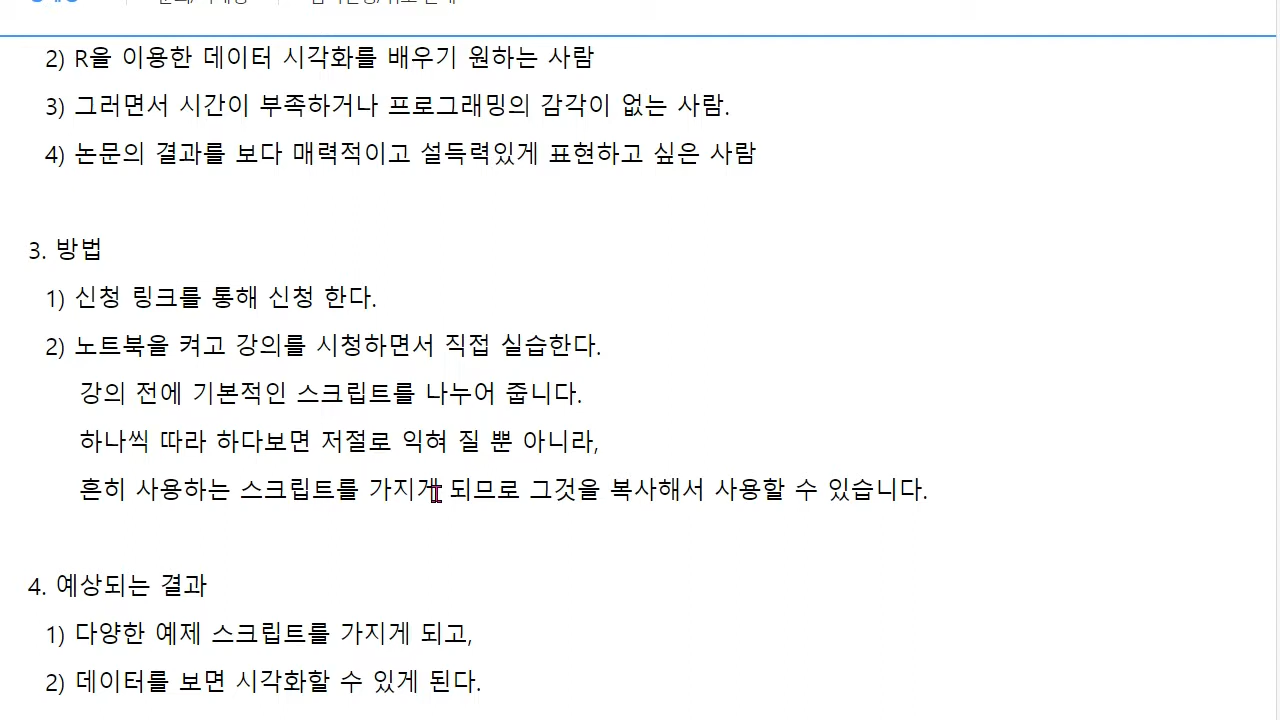 2) R을 이용한 데이터 시각화를 배우기 원하는 사람
3) 그러면서 시간이 부족하거나 프로그래밍의 감각이 없는 사람.
4) 논문의 결과를 보다 매력적이고 설득력있게 표현하고 싶은 사람
3. 방법
1) 신청 링크를 통해 신청 한다.
2) 노트북을 켜고 강의를 시청하면서 직접 실습한다.
강의 전에 기본적인 스크립트를 나누어 줍니다.
하나씩 따라 하다보면 저절로 익혀 질 뿐 아니라,
흔히 사용하는 스크립트를 가지게 되므로 그것을 복사해서 사용할 수 있습니다.
4. 예상되는 결과
1) 다양한 예제 스크립트를 가지게 되고,
2) 데이터를 보면 시각화할 수 있게 된다.